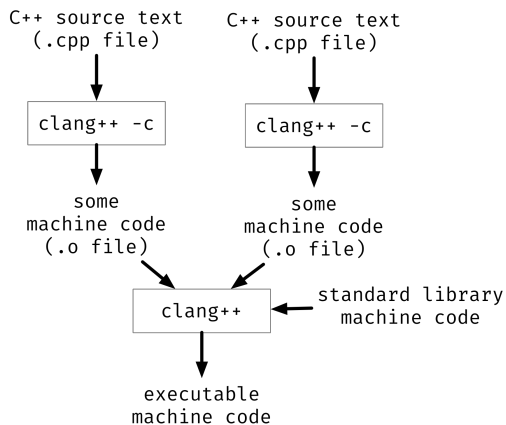 C++ source text
(.cpp file)
C++ source text
(.cpp file)
clang++ -c
clang++ -c
some
machine code
(.o file)
some
machine code
(.o file)
clang++
standard library
machine code
executable
machine code